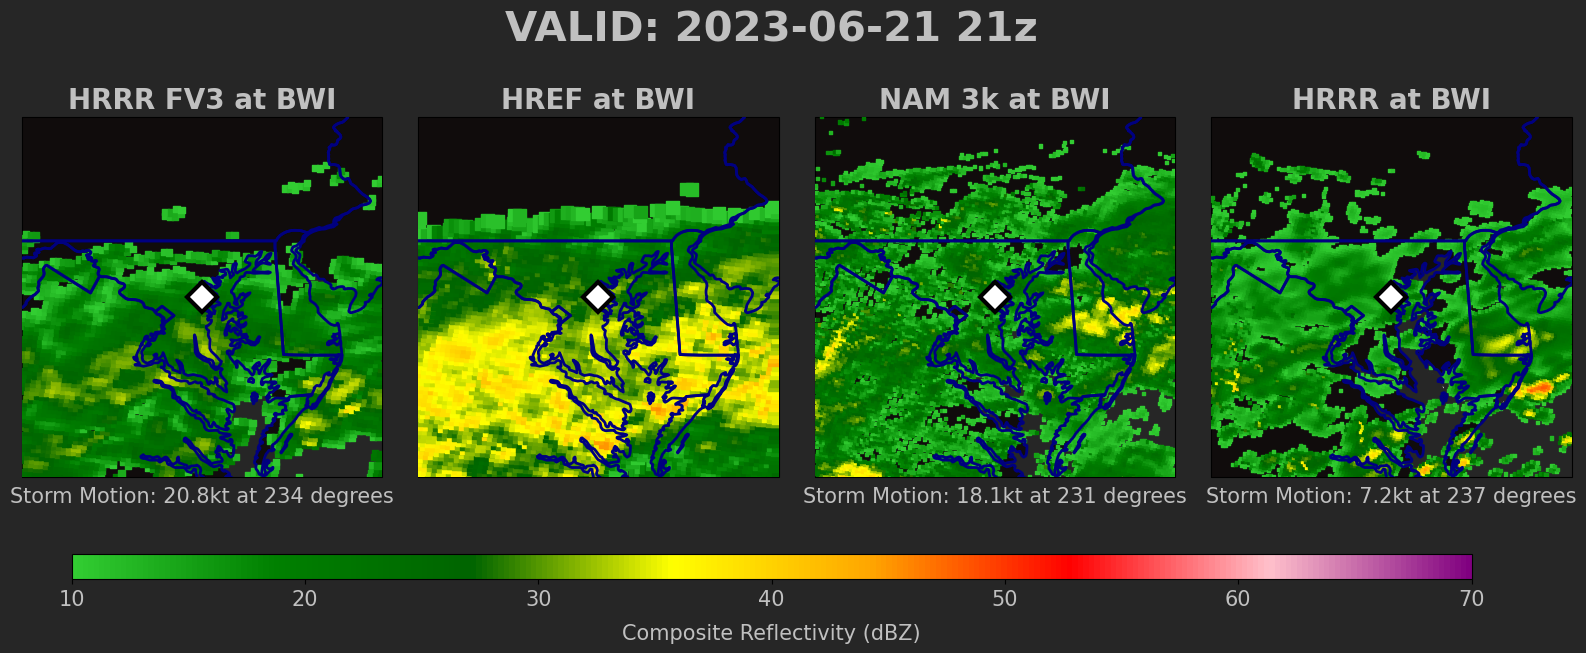 VALID: 2023-06-21 21z
HRRR FV3 at BWI
HREF at BWI
NAM 3k at BWI
HRRR at BWI
Storm Motion: 20.8kt at 234 degrees
Storm Motion: 18.1kt at 231 degrees
Storm Motion: 7.2kt at 237 degrees
10 20 30 40 50 60 70
Composite Reflectivity (dBZ)